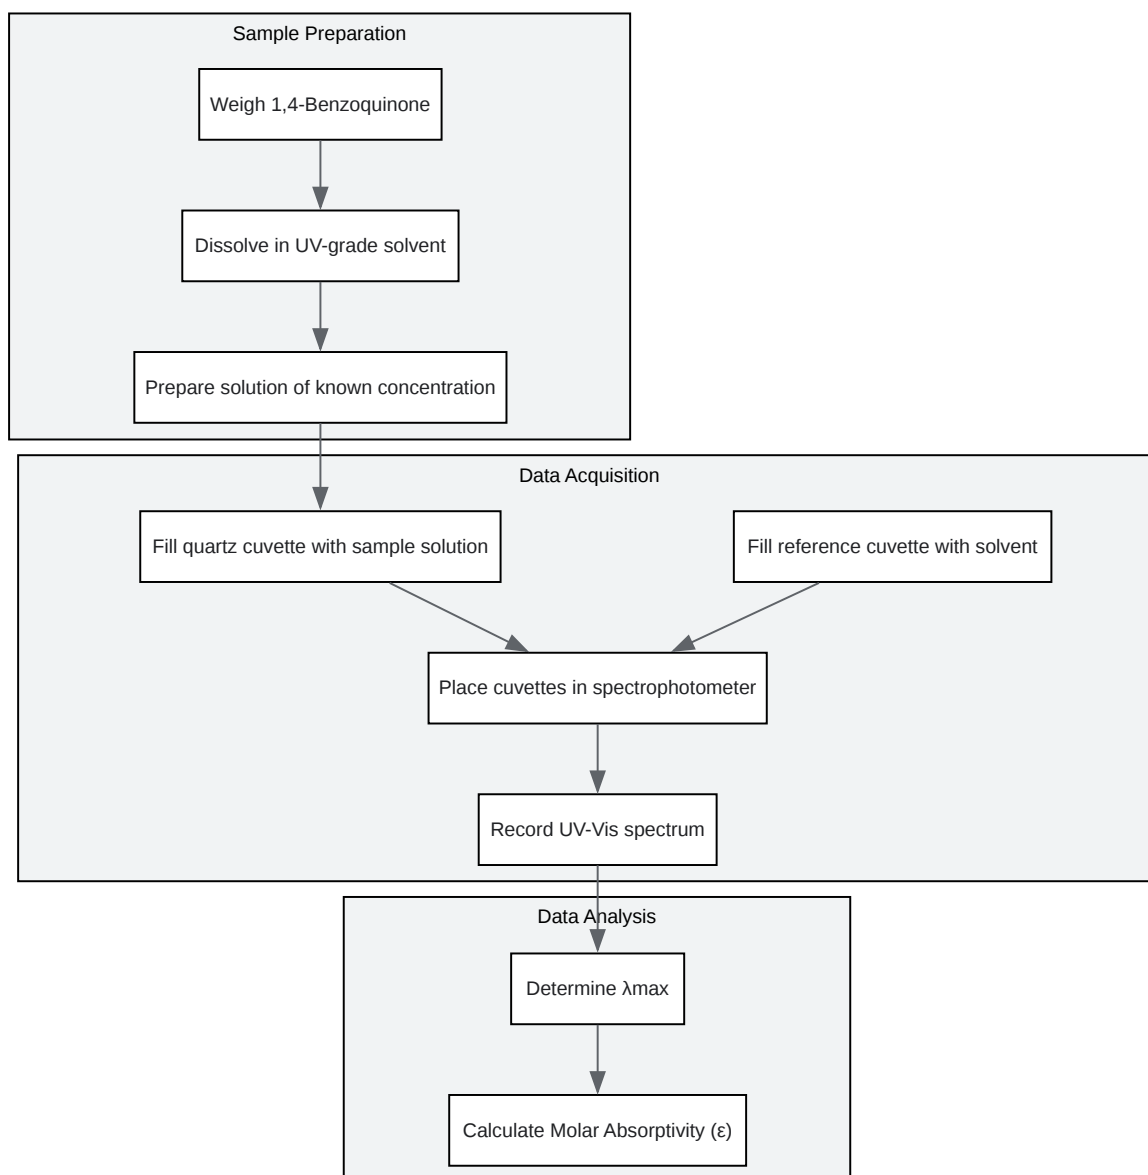 Sample Preparation
Weigh 1,4-Benzoquinone
Dissolve in UV-grade solvent
Prepare solution of known concentration
Data Acquisition
Fill quartz cuvette with sample solution
Fill reference cuvette with solvent
Place cuvettes in spectrophotometer
Record UV-Vis spectrum
Data Analysis
Determine λmax
Calculate Molar Absorptivity (ε)